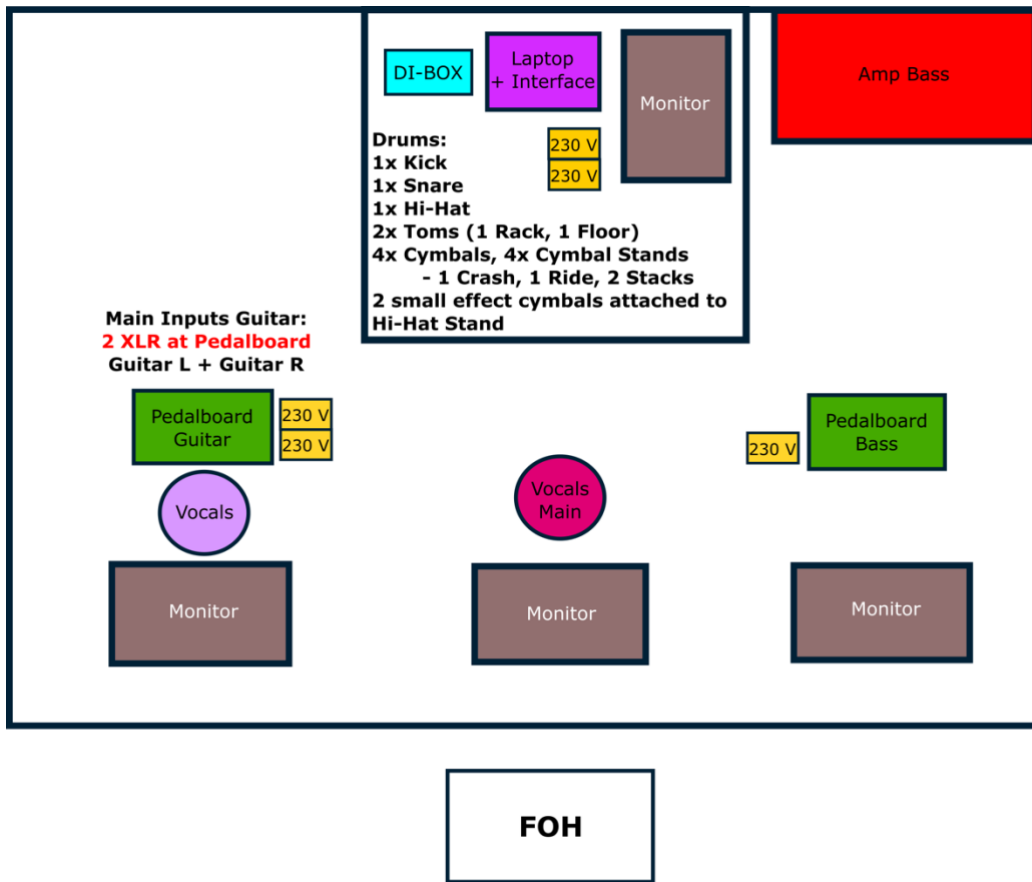 DI-BOX
Laptop
+ Interface
Monitor
Amp Bass
230 V
230 V
Drums:
1x Kick
1x Snare
1x Hi-Hat
2x Toms (1 Rack, 1 Floor)
4x Cymbals, 4x Cymbal Stands
- 1 Crash, 1 Ride, 2 Stacks
2 small effect cymbals attached to
Hi-Hat Stand
Main Inputs Guitar:
2 XLR at Pedalboard
Guitar L + Guitar R
Pedalboard
Guitar
230 V
230 V
Vocals
Monitor
Vocals
Main
Monitor
230 V
Pedalboard
Bass
Monitor
FOH